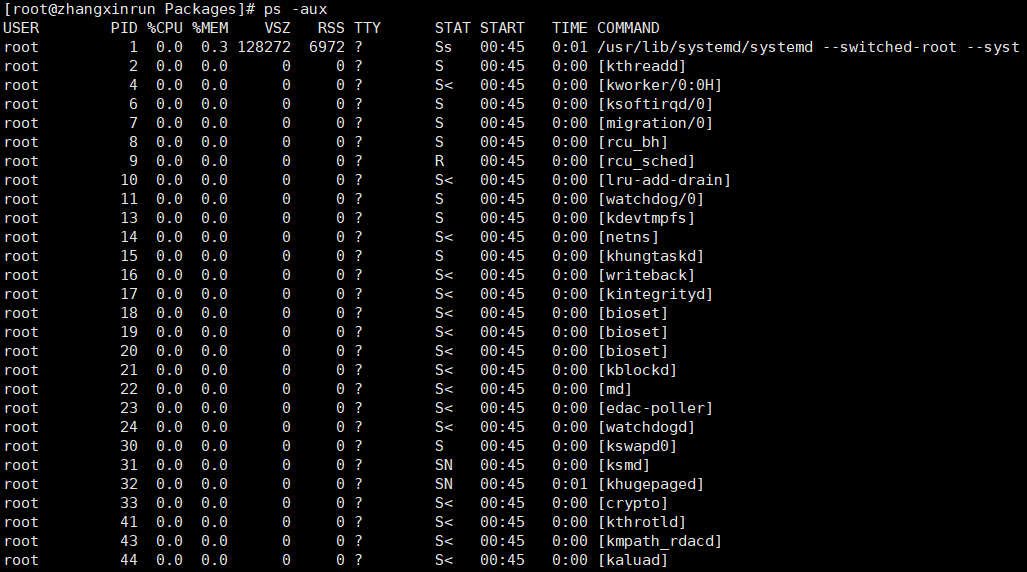 [root@zhangxinrun Packages]# ps -aux
USER PID %CPU %MEM VSZ RSS TTY STAT START TIME COMMAND
root 1 0.0 0.3 128272 6972 ? Ss 00:45 0:01 /usr/lib/systemd/systemd --switched-root --syst
root 2 0.0 0.0 0 0 ? S 00:45 0:00 [kthreadd]
root 4 0.0 0.0 0 0 ? S< 00:45 0:00 [kworker/0:0H]
root 6 0.0 0.0 0 0 ? S 00:45 0:00 [ksoftirqd/0]
root 7 0.0 0.0 0 0 ? S 00:45 0:00 [migration/0]
root 8 0.0 0.0 0 0 ? S 00:45 0:00 [rcu_bh]
root 9 0.0 0.0 0 0 ? R 00:45 0:00 [rcu_sched]
root 10 0.0 0.0 0 0 ? S< 00:45 0:00 [lru-add-drain]
root 11 0.0 0.0 0 0 ? S 00:45 0:00 [watchdog/0]
root 13 0.0 0.0 0 0 ? S 00:45 0:00 [kdevtmpfs]
root 14 0.0 0.0 0 0 ? S< 00:45 0:00 [netns]
root 15 0.0 0.0 0 0 ? S 00:45 0:00 [khungtaskd]
root 16 0.0 0.0 0 0 ? S< 00:45 0:00 [writeback]
root 17 0.0 0.0 0 0 ? S< 00:45 0:00 [kintegrityd]
root 18 0.0 0.0 0 0 ? S< 00:45 0:00 [bioset]
root 19 0.0 0.0 0 0 ? S< 00:45 0:00 [bioset]
root 20 0.0 0.0 0 0 ? S< 00:45 0:00 [bioset]
root 21 0.0 0.0 0 0 ? S< 00:45 0:00 [kblockd]
root 22 0.0 0.0 0 0 ? S< 00:45 0:00 [md]
root 23 0.0 0.0 0 0 ? S< 00:45 0:00 [edac-poller]
root 24 0.0 0.0 0 0 ? S< 00:45 0:00 [watchdogd]
root 30 0.0 0.0 0 0 ? S 00:45 0:00 [kswapd0]
root 31 0.0 0.0 0 0 ? SN 00:45 0:00 [ksmd]
root 32 0.0 0.0 0 0 ? SN 00:45 0:01 [khugepaged]
root 33 0.0 0.0 0 0 ? S< 00:45 0:00 [crypto]
root 41 0.0 0.0 0 0 ? S< 00:45 0:00 [kthrotld]
root 43 0.0 0.0 0 0 ? S< 00:45 0:00 [kmpath_rdacd]
root 44 0.0 0.0 0 0 ? S< 00:45 0:00 [kaluad]